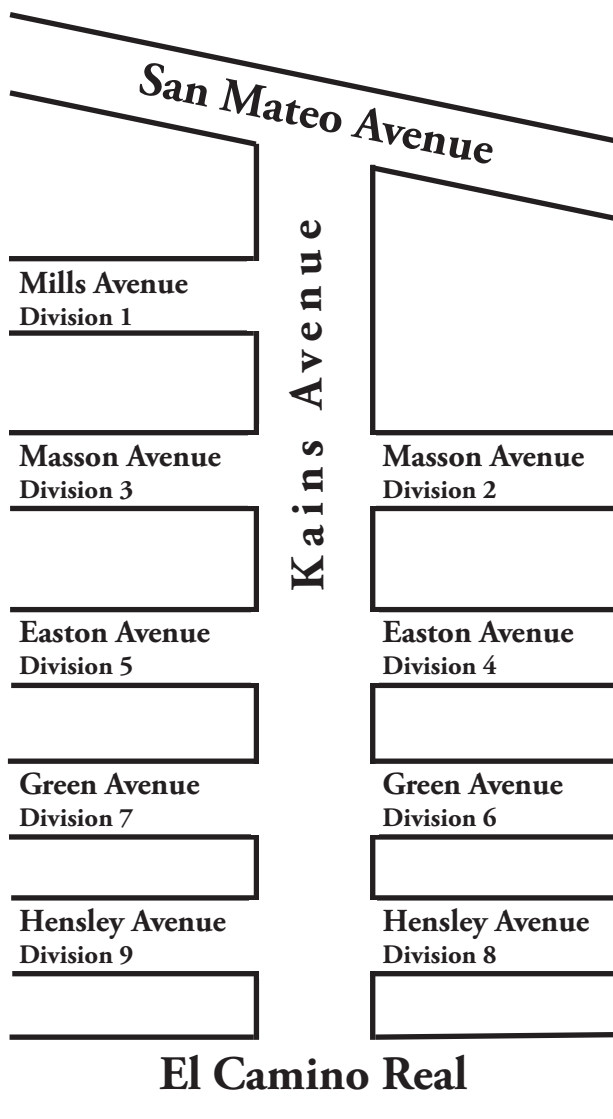 San Mateo Avenue
Kains Avenue
Mills Avenue
Division 1
Masson Avenue
Division 3
Masson Avenue
Division 2
Easton Avenue
Division 5
Easton Avenue
Division 4
Green Avenue
Division 7
Green Avenue
Division 6
Hensley Avenue
Division 9
Hensley Avenue
Division 8
El Camino Real